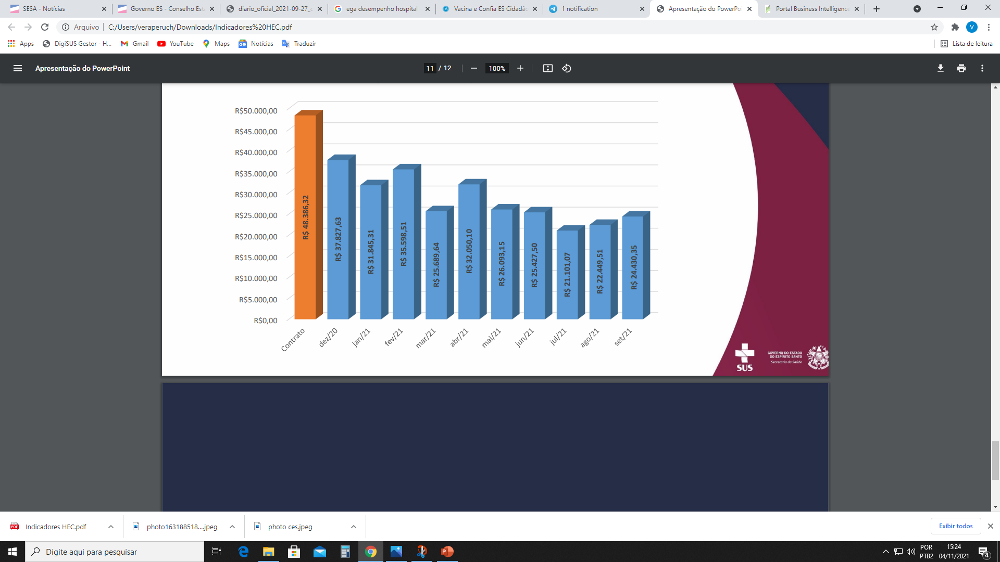 SESA - Notícias
Governo ES - Conselho Est
diario_oficial_2021-09-27_c
ega desempenho hospital
Vacina e Confia ES Cidadão
1 notification
Apresentação do PowerPo
Portal Business Intelligence
Arquivo
C:/Users/veraperuch/Downloads/Indicadores%20HEC.pdf
V
Apps
DigiSUS Gestor - H...
Gmail
YouTube
Maps
Notícias
Traduzir
Lista de leitura
Apresentação do PowerPoint
11 / 12
100%
R$50.000,00
R$45.000,00
R$40.000,00
R$35.000,00
R$30.000,00
R$25.000,00
R$20.000,00
R$15.000,00
R$10.000,00
R$5.000,00
R$0,00
R$ 48.386,32
R$ 37.827,63
R$ 31.845,31
R$ 35.598,51
R$ 25.689,64
R$ 32.050,10
R$ 26.093,15
R$ 25.427,50
R$ 21.101,07
R$ 22.449,51
R$ 24.430,35
Contrato
dez/20
jan/21
fev/21
mar/21
abr/21
mai/21
jun/21
jul/21
ago/21
set/21
SUS
GOVERNO DO ESTADO
DO ESPÍRITO SANTO
Secretaria da Saúde
PDF
Indicadores HEC.pdf
photo163188518....jpeg
photo ces.jpeg
Exibir todos
Digite aqui para pesquisar
POR
PTB2
15:24
04/11/2021
4